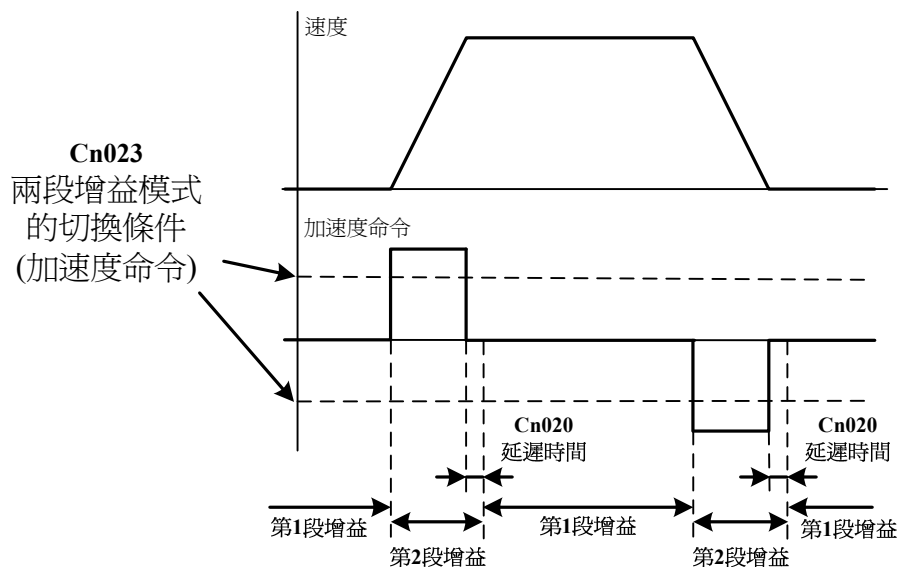 速度
Cn023
兩段增益模式
的切換條件
(加速度命令)
加速度命令
Cn020
延遲時間
Cn020
延遲時間
第1段增益
第2段增益
第1段增益
第2段增益
第1段增益